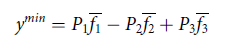 y^{min} = P_1\overline{f_1} − P_2\overline{f_2} + P_3\overline{f_3}